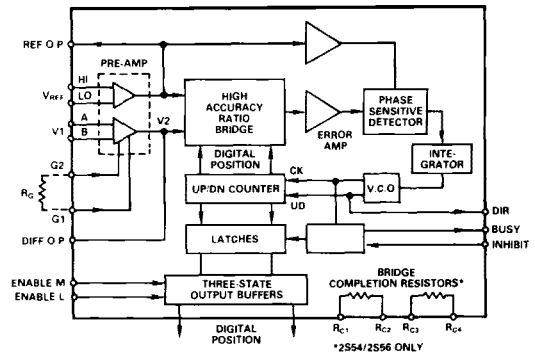 REF O P
PRE-AMP
HI
V REF
LO
A
V1
B
V2
HIGH
ACCURACY
RATIO
BRIDGE
ERROR
AMP
PHASE
SENSITIVE
DETECTOR
INTE-
GRATOR
G2
RG
G1
DIGITAL
POSITION
CK
UP/DN COUNTER
V.C.O
UD
DIR
BUSY
INHIBIT
DIFF O P
LATCHES
ENABLE M
ENABLE L
THREE-STATE
OUTPUT BUFFERS
BRIDGE
COMPLETION RESISTORS*
RC1 RC2 RC3 RC4
DIGITAL
POSITION
*2S54/2S56 ONLY